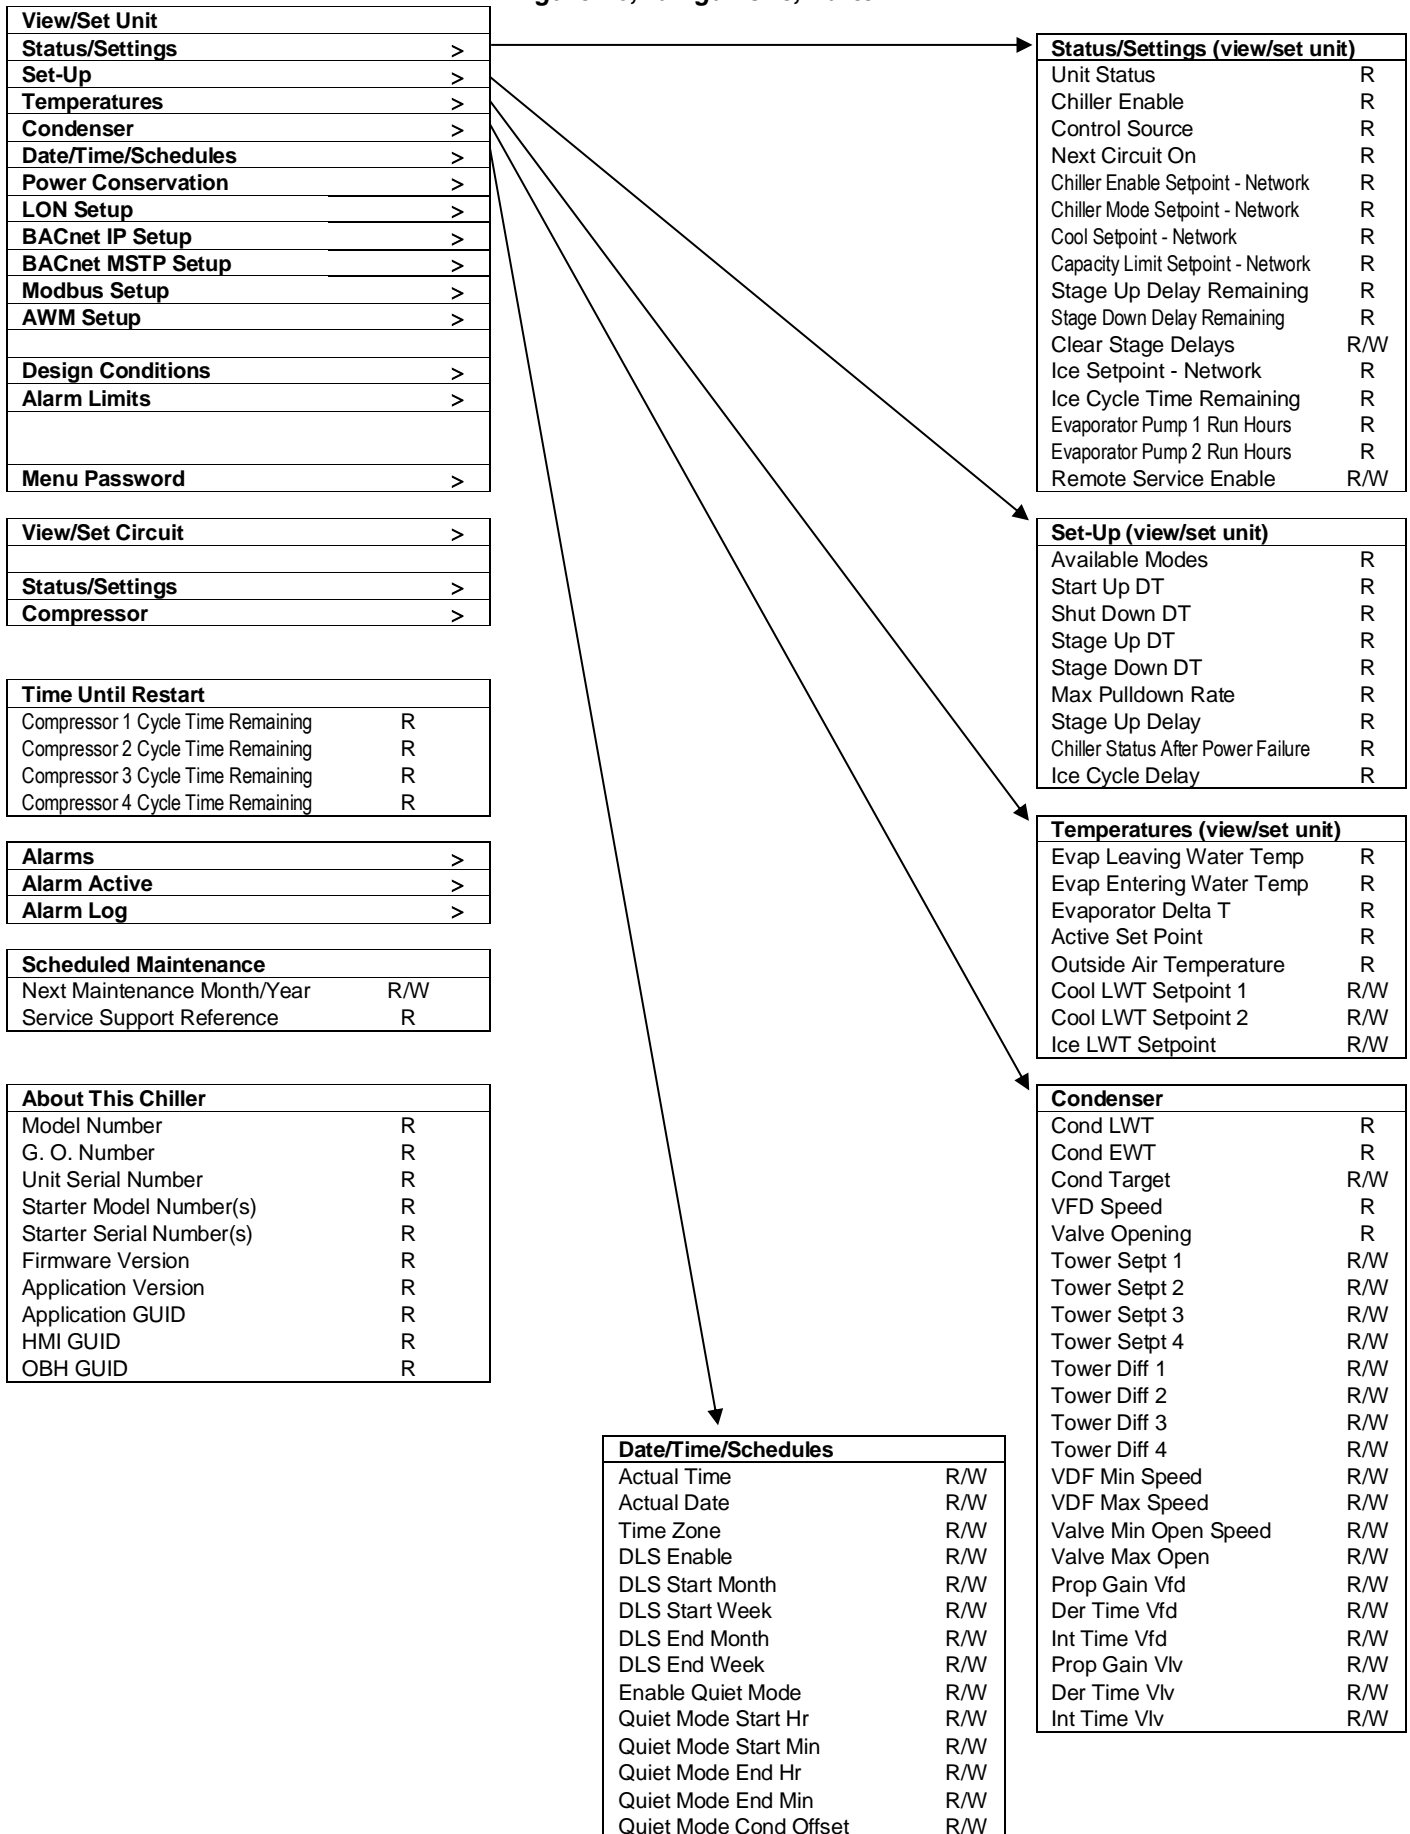 View/Set Unit
Status/Settings >
Set-Up >
Temperatures >
Condenser >
Date/Time/Schedules >
Power Conservation >
LON Setup >
BACnet IP Setup >
BACnet MSTP Setup >
Modbus Setup >
AWM Setup >
Design Conditions >
Alarm Limits >
Menu Password >
View/Set Circuit >
Status/Settings >
Compressor >
Time Until Restart
Compressor 1 Cycle Time Remaining R
Compressor 2 Cycle Time Remaining R
Compressor 3 Cycle Time Remaining R
Compressor 4 Cycle Time Remaining R
Alarms >
Alarm Active >
Alarm Log >
Scheduled Maintenance
Next Maintenance Month/Year R/W
Service Support Reference R
About This Chiller
Model Number R
G. O. Number R
Unit Serial Number R
Starter Model Number(s) R
Starter Serial Number(s) R
Firmware Version R
Application Version R
Application GUID R
HMI GUID R
OBH GUID R
Status/Settings (view/set unit)
Unit Status R
Chiller Enable R
Control Source R
Next Circuit On R
Chiller Enable Setpoint - Network R
Chiller Mode Setpoint - Network R
Cool Setpoint - Network R
Capacity Limit Setpoint - Network R
Stage Up Delay Remaining R
Stage Down Delay Remaining R
Clear Stage Delays R/W
Ice Setpoint - Network R
Ice Cycle Time Remaining R
Evaporator Pump 1 Run Hours R
Evaporator Pump 2 Run Hours R
Remote Service Enable R/W
Set-Up (view/set unit)
Available Modes R
Start Up DT R
Shut Down DT R
Stage Up DT R
Stage Down DT R
Max Pulldown Rate R
Stage Up Delay R
Chiller Status After Power Failure R
Ice Cycle Delay R
Temperatures (view/set unit)
Evap Leaving Water Temp R
Evap Entering Water Temp R
Evaporator Delta T R
Active Set Point R
Outside Air Temperature R
Cool LWT Setpoint 1 R/W
Cool LWT Setpoint 2 R/W
Ice LWT Setpoint R/W
Condenser
Cond LWT R
Cond EWT R
Cond Target R/W
VFD Speed R
Valve Opening R
Tower Setpt 1 R/W
Tower Setpt 2 R/W
Tower Setpt 3 R/W
Tower Setpt 4 R/W
Tower Diff 1 R/W
Tower Diff 2 R/W
Tower Diff 3 R/W
Tower Diff 4 R/W
VDF Min Speed R/W
VDF Max Speed R/W
Valve Min Open Speed R/W
Valve Max Open R/W
Prop Gain Vfd R/W
Der Time Vfd R/W
Int Time Vfd R/W
Prop Gain Vlv R/W
Der Time Vlv R/W
Int Time Vlv R/W
Date/Time/Schedules
Actual Time R/W
Actual Date R/W
Time Zone R/W
DLS Enable R/W
DLS Start Month R/W
DLS Start Week R/W
DLS End Month R/W
DLS End Week R/W
Enable Quiet Mode R/W
Quiet Mode Start Hr R/W
Quiet Mode Start Min R/W
Quiet Mode End Hr R/W
Quiet Mode End Min R/W
Quiet Mode Cond Offset R/W